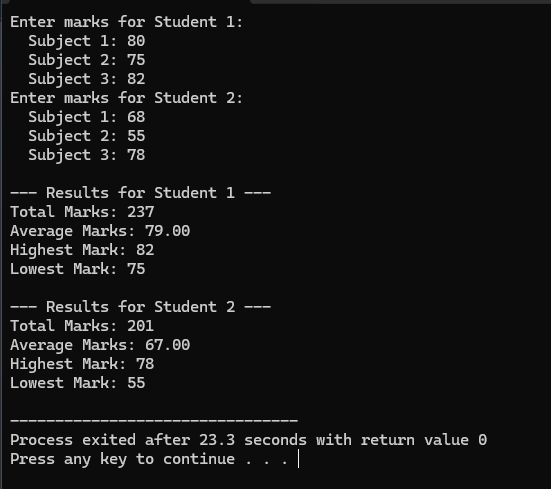 Enter marks for Student 1:
  Subject 1: 80
  Subject 2: 75
  Subject 3: 82
Enter marks for Student 2:
  Subject 1: 68
  Subject 2: 55
  Subject 3: 78

--- Results for Student 1 ---
Total Marks: 237
Average Marks: 79.00
Highest Mark: 82
Lowest Mark: 75

--- Results for Student 2 ---
Total Marks: 201
Average Marks: 67.00
Highest Mark: 78
Lowest Mark: 55

--------------------------------
Process exited after 23.3 seconds with return value 0
Press any key to continue . . .